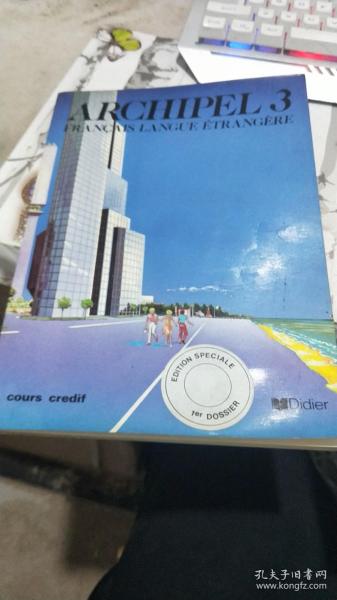 ARCHIPEL 3
FRANÇAIS LANGUE ÉTRANGÈRE
EDITION SPECIALE
1er DOSSIER
cours credif
Didier
孔夫子旧书网
www.kongfz.com